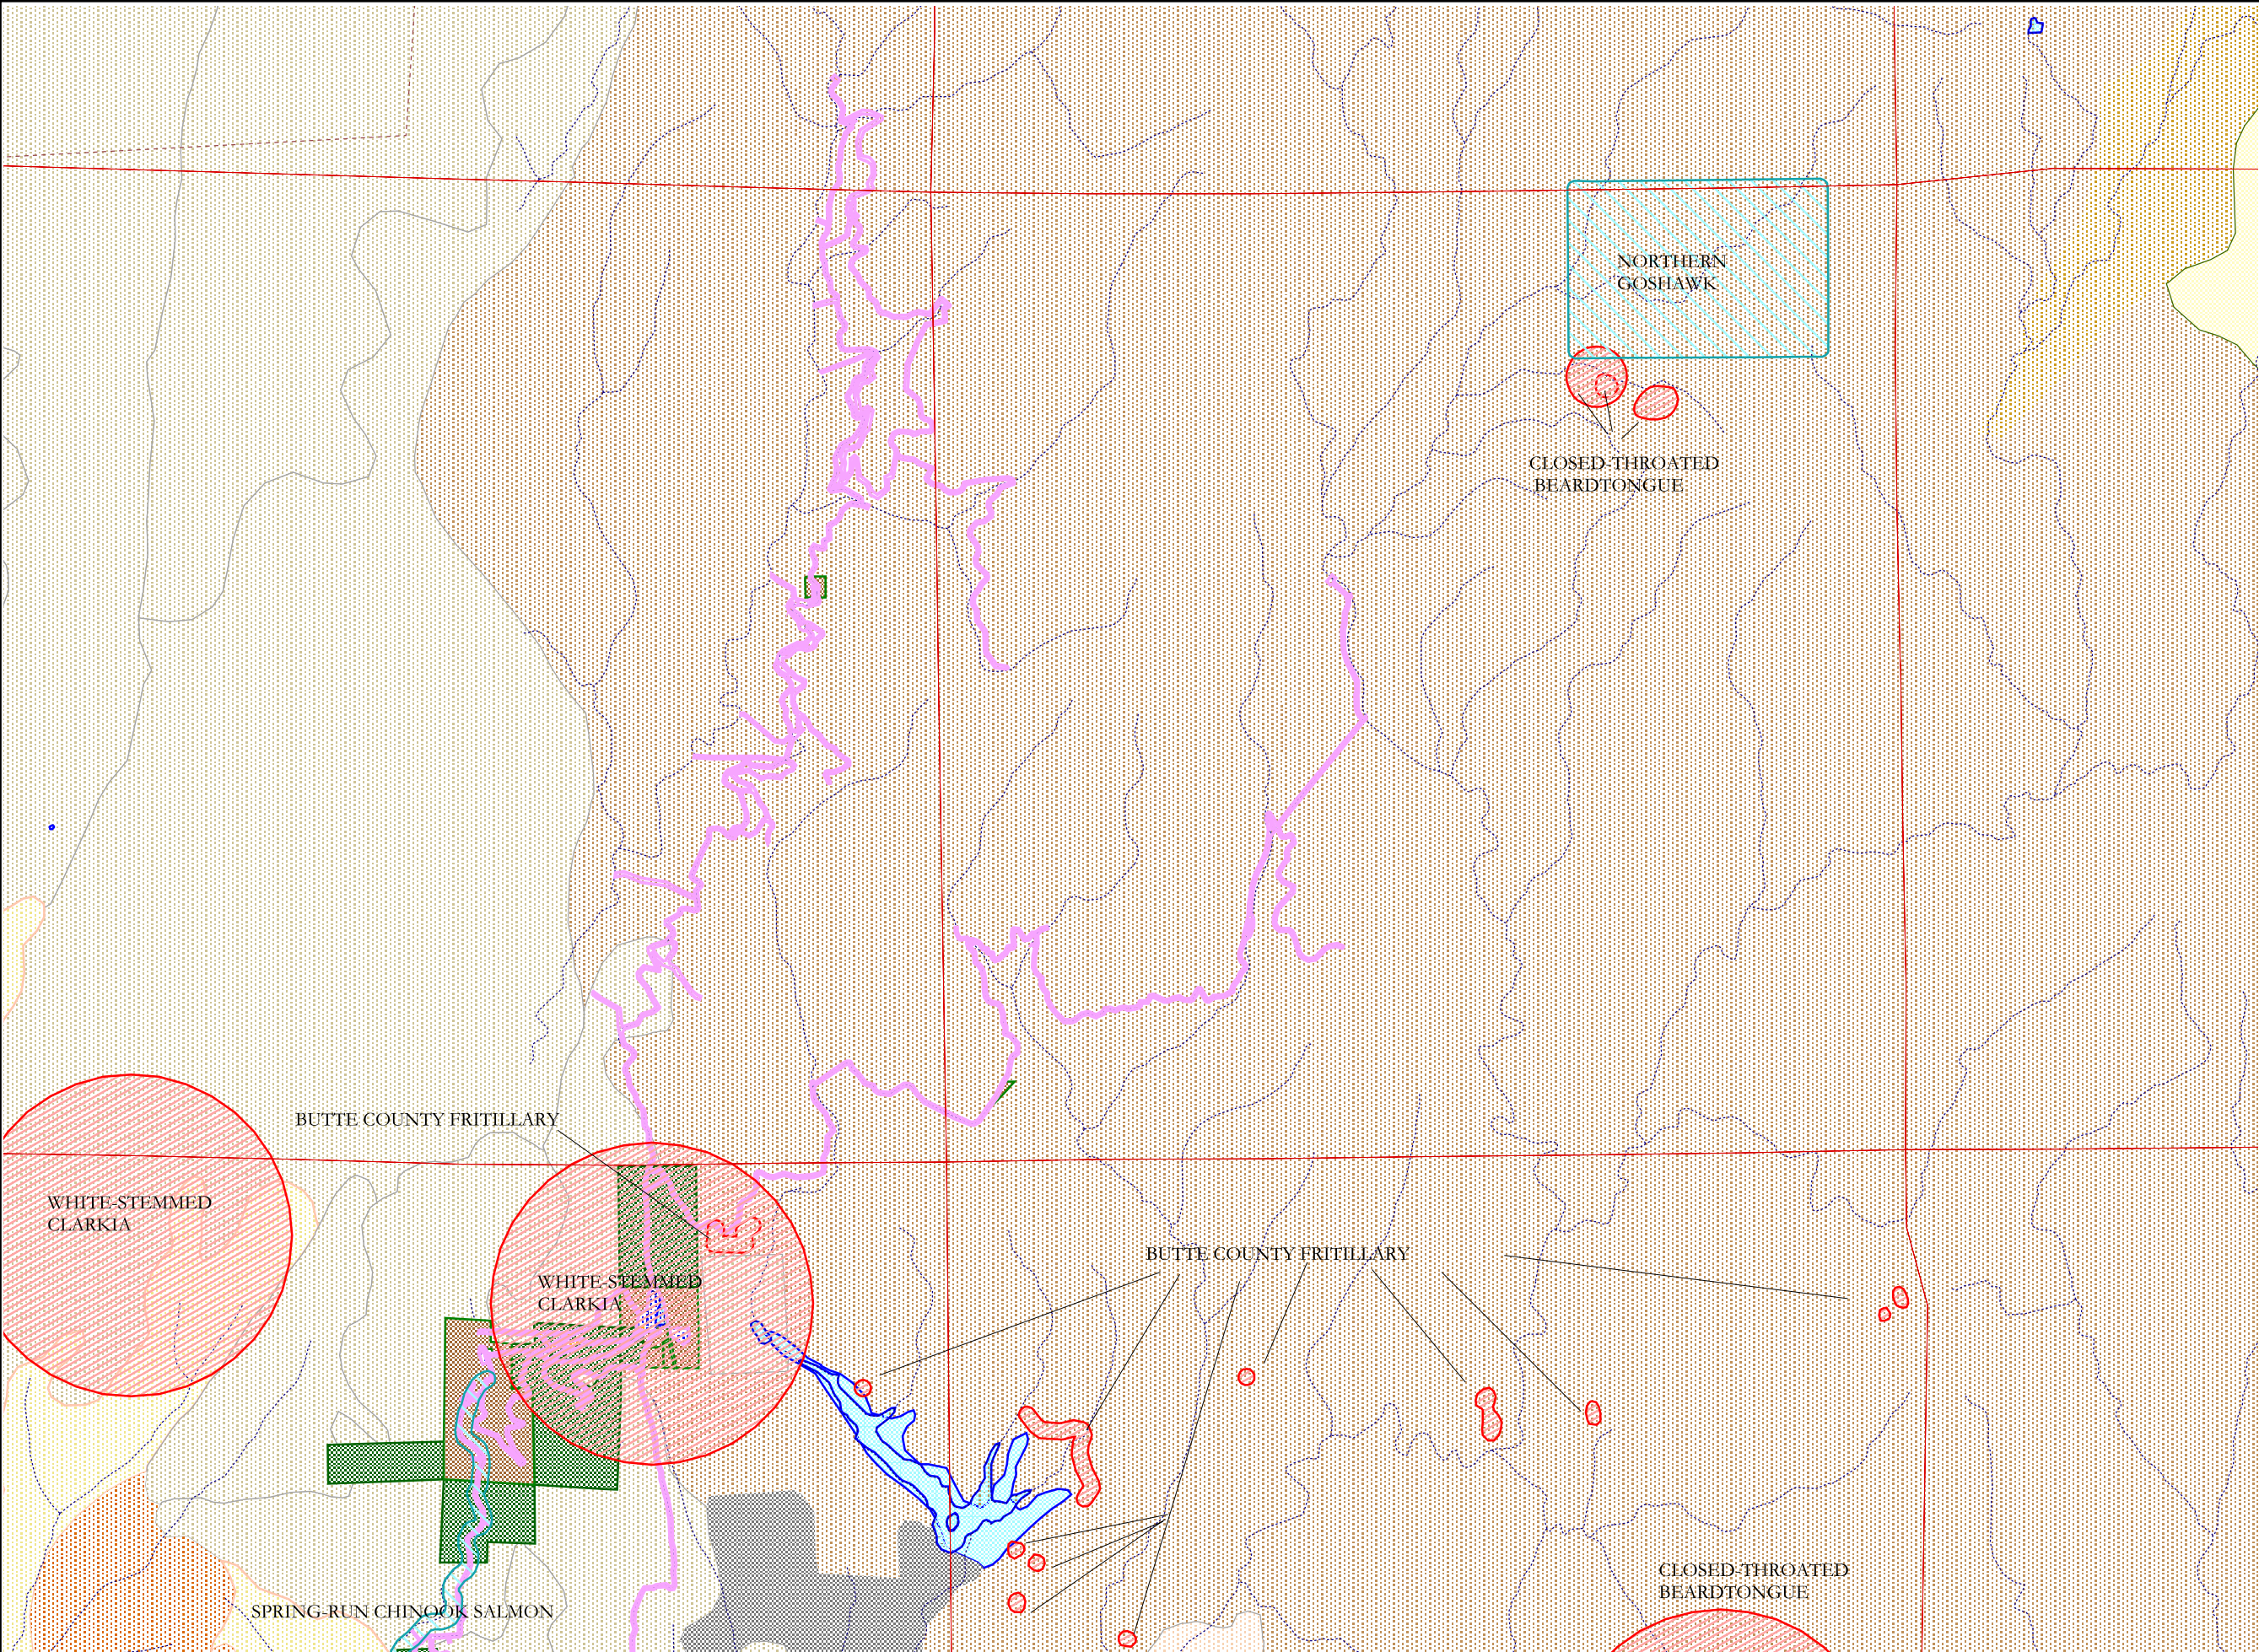 NORTHERN
GOSHAWK
CLOSED-THROATED
BEARDTONGUE
BUTTE COUNTY FRITILLARY
WHITE-STEMMED
CLARKIA
BUTTE COUNTY FRITILLARY
WHITE-STEMMED
CLARKIA
CLOSED-THROATED
BEARDTONGUE
SPRING-RUN CHINOOK SALMON